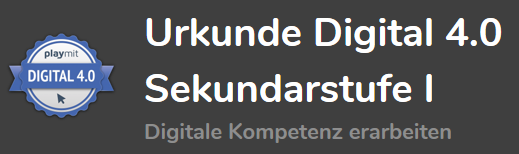 playmit
DIGITAL 4.0
Urkunde Digital 4.0
Sekundarstufe I
Digitale Kompetenz erarbeiten